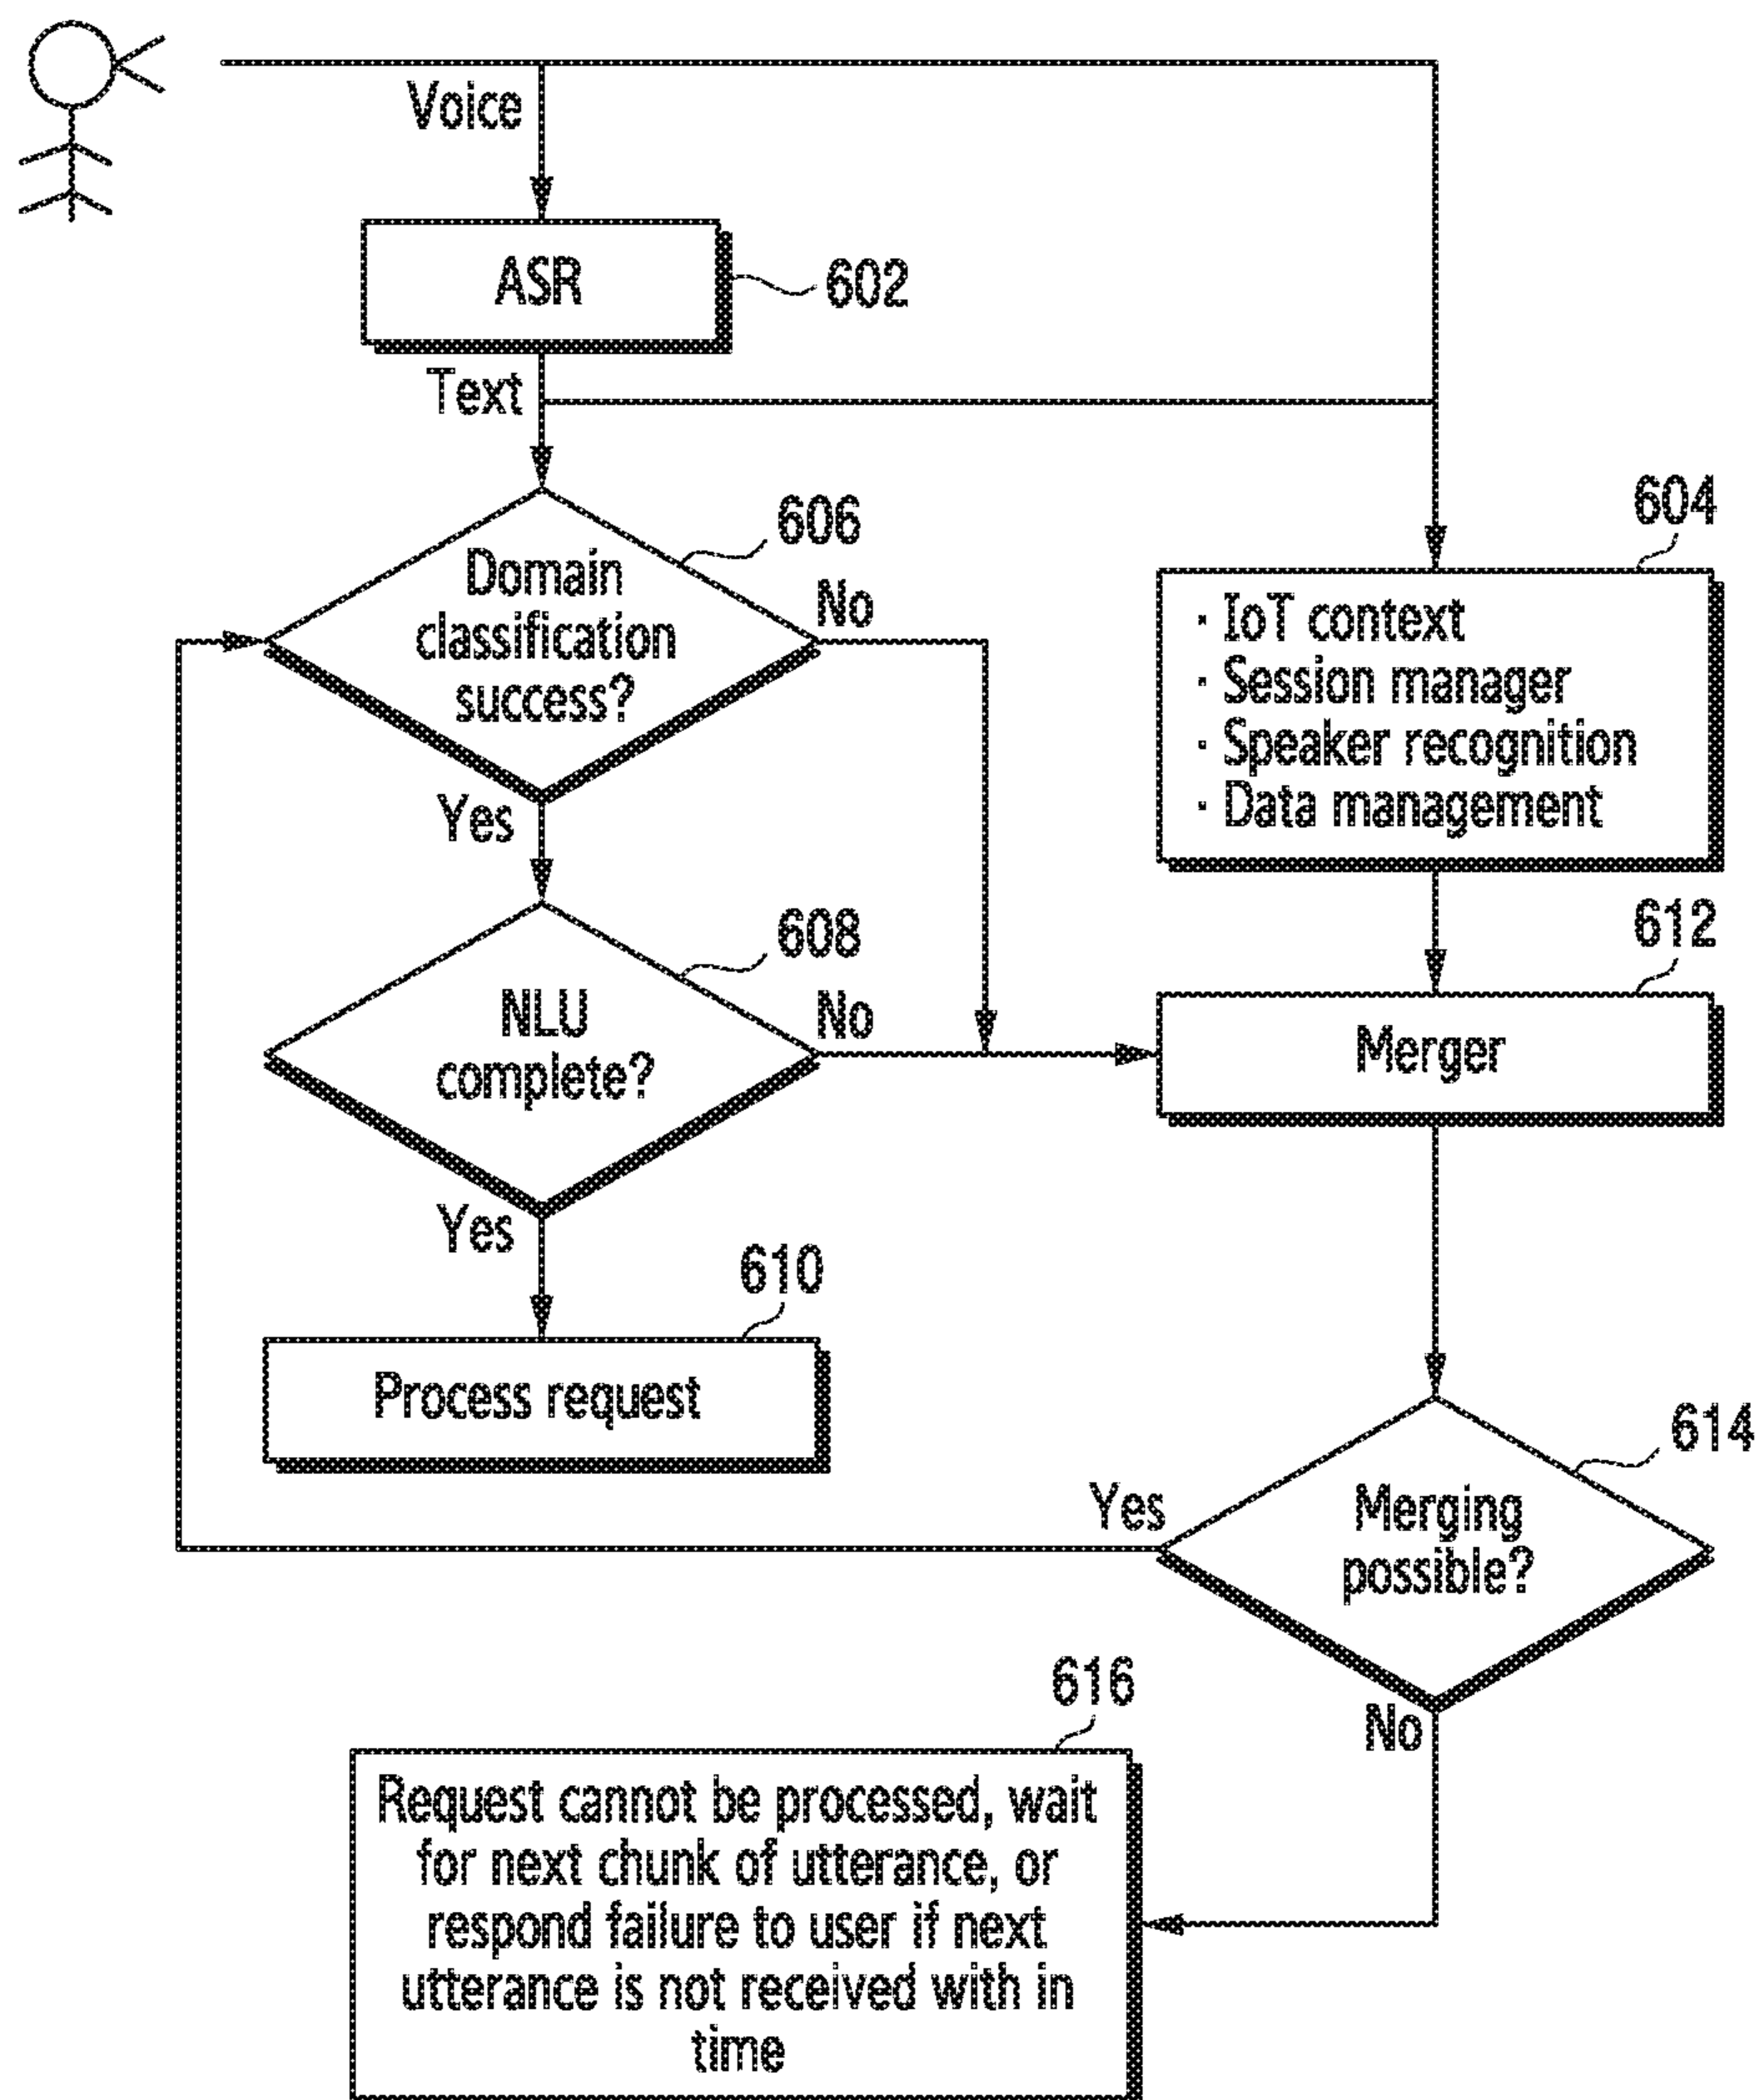 Voice
ASR
602
Text
606
Domain
classification
success?
No
Yes
604
· IoT context
· Session manager
· Speaker recognition
· Data management
608
NLU
complete?
No
Yes
612
Merger
610
Process request
614
Merging
possible?
Yes
No
616
Request cannot be processed, wait
for next chunk of utterance, or
respond failure to user if next
utterance is not received with in
time